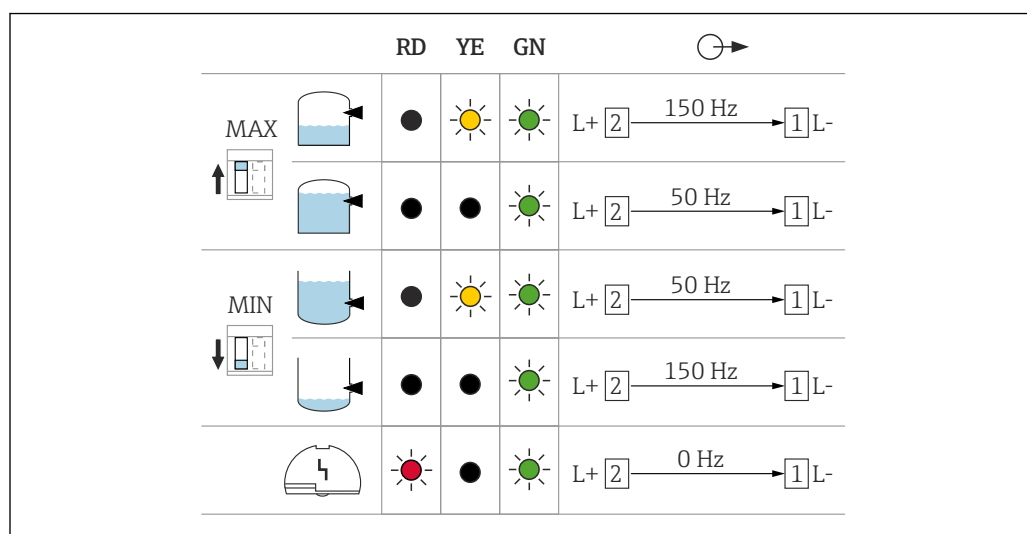 RD YE GN
MAX
L+ 2 150 Hz 1 L-
L+ 2 50 Hz 1 L-
MIN
L+ 2 50 Hz 1 L-
L+ 2 150 Hz 1 L-
L+ 2 0 Hz 1 L-